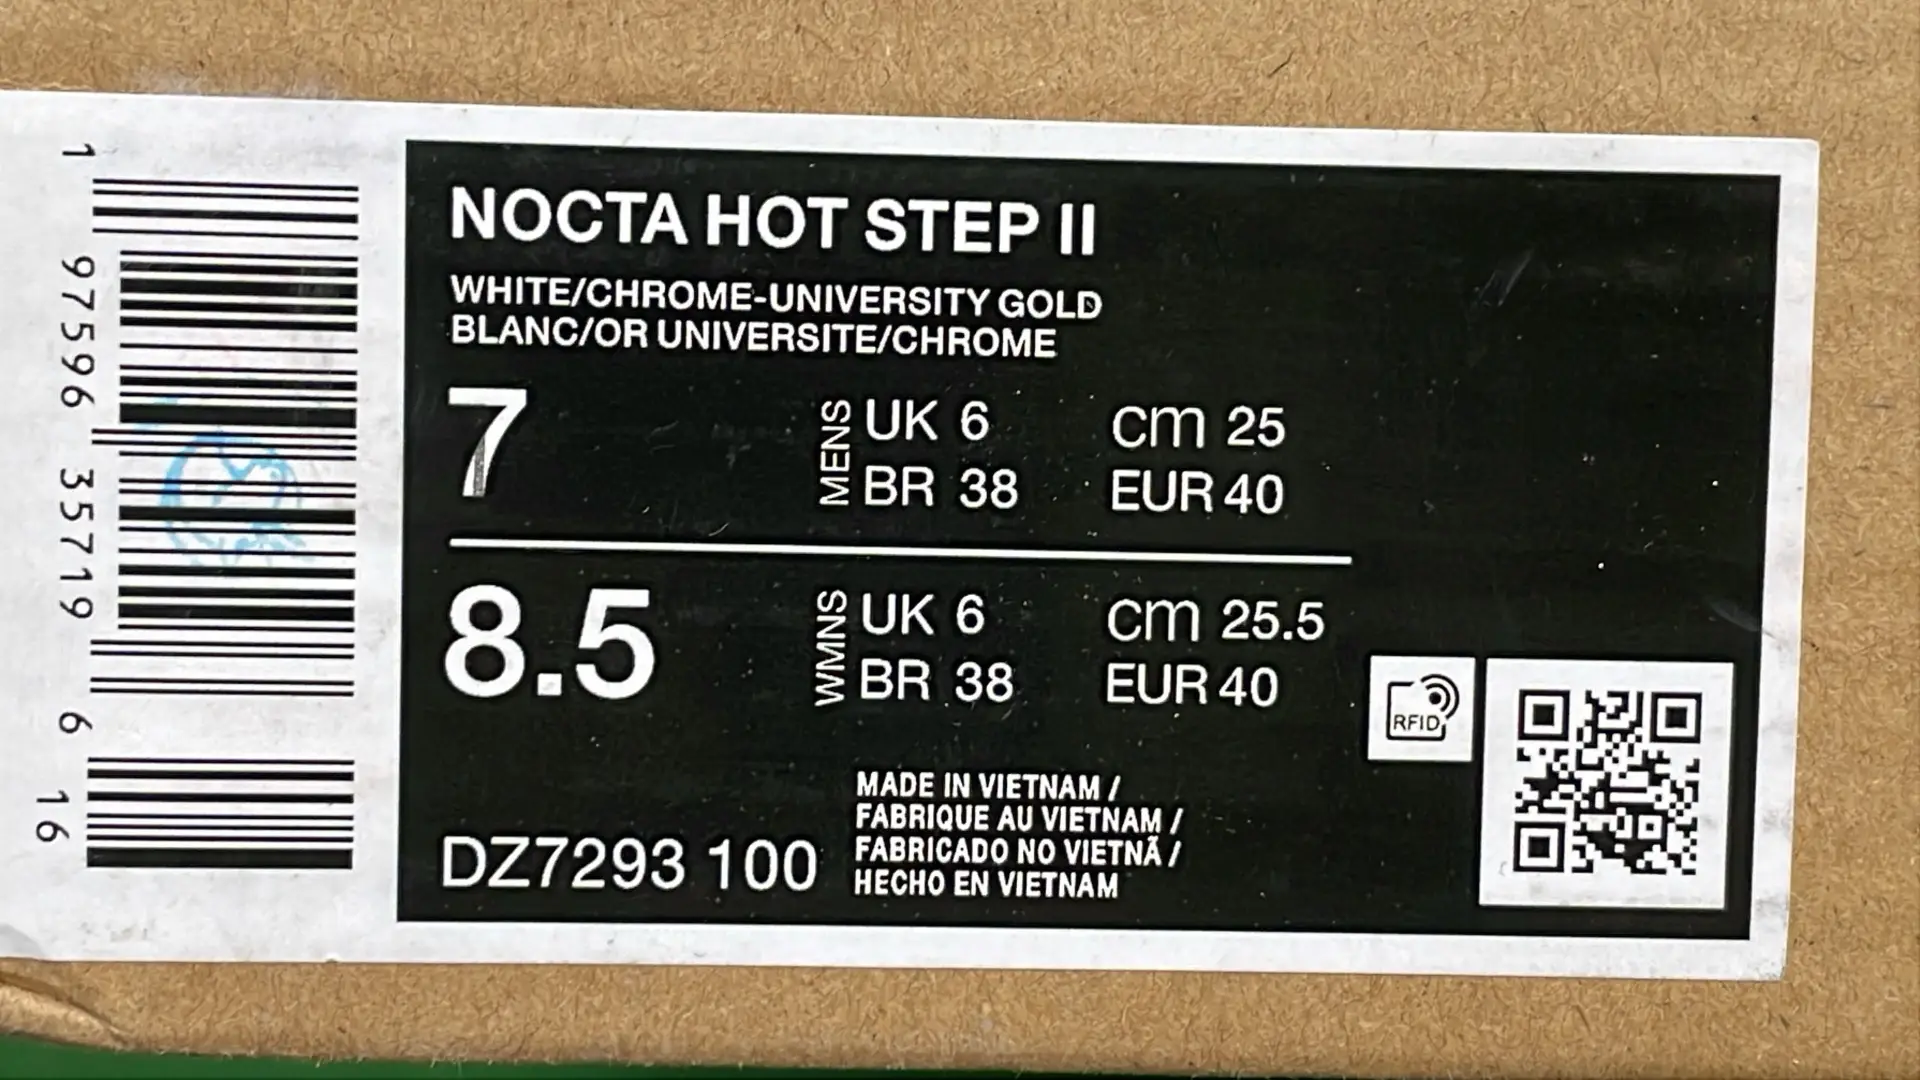 1 97596 35719 6 16
NOCTA HOT STEP II
WHITE/CHROME-UNIVERSITY GOLD
BLANC/OR UNIVERSITE/CHROME
7 MENS UK 6 cm 25
BR 38 EUR 40
8.5 WMNS UK 6 cm 25.5
BR 38 EUR 40
RFID
DZ7293 100
MADE IN VIETNAM /
FABRIQUE AU VIETNAM /
FABRICADO NO VIETNÃ /
HECHO EN VIETNAM